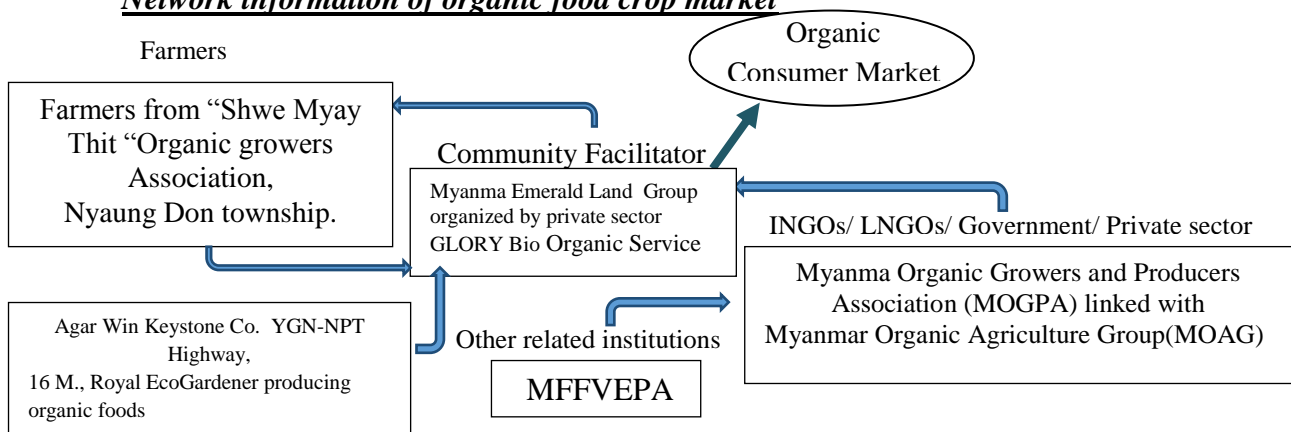 Network information of organic food crop market
Farmers
Organic
Consumer Market
Farmers from “Shwe Myay
Thit “Organic growers
Association,
Nyaung Don township.
Community Facilitator
Myanma Emerald Land Group
organized by private sector
GLORY Bio Organic Service
INGOs/ LNGOs/ Government/ Private sector
Myanma Organic Growers and Producers
Association (MOGPA) linked with
Myanmar Organic Agriculture Group(MOAG)
Agar Win Keystone Co. YGN-NPT
Highway,
16 M., Royal EcoGardener producing
organic foods
Other related institutions
MFFVEPA